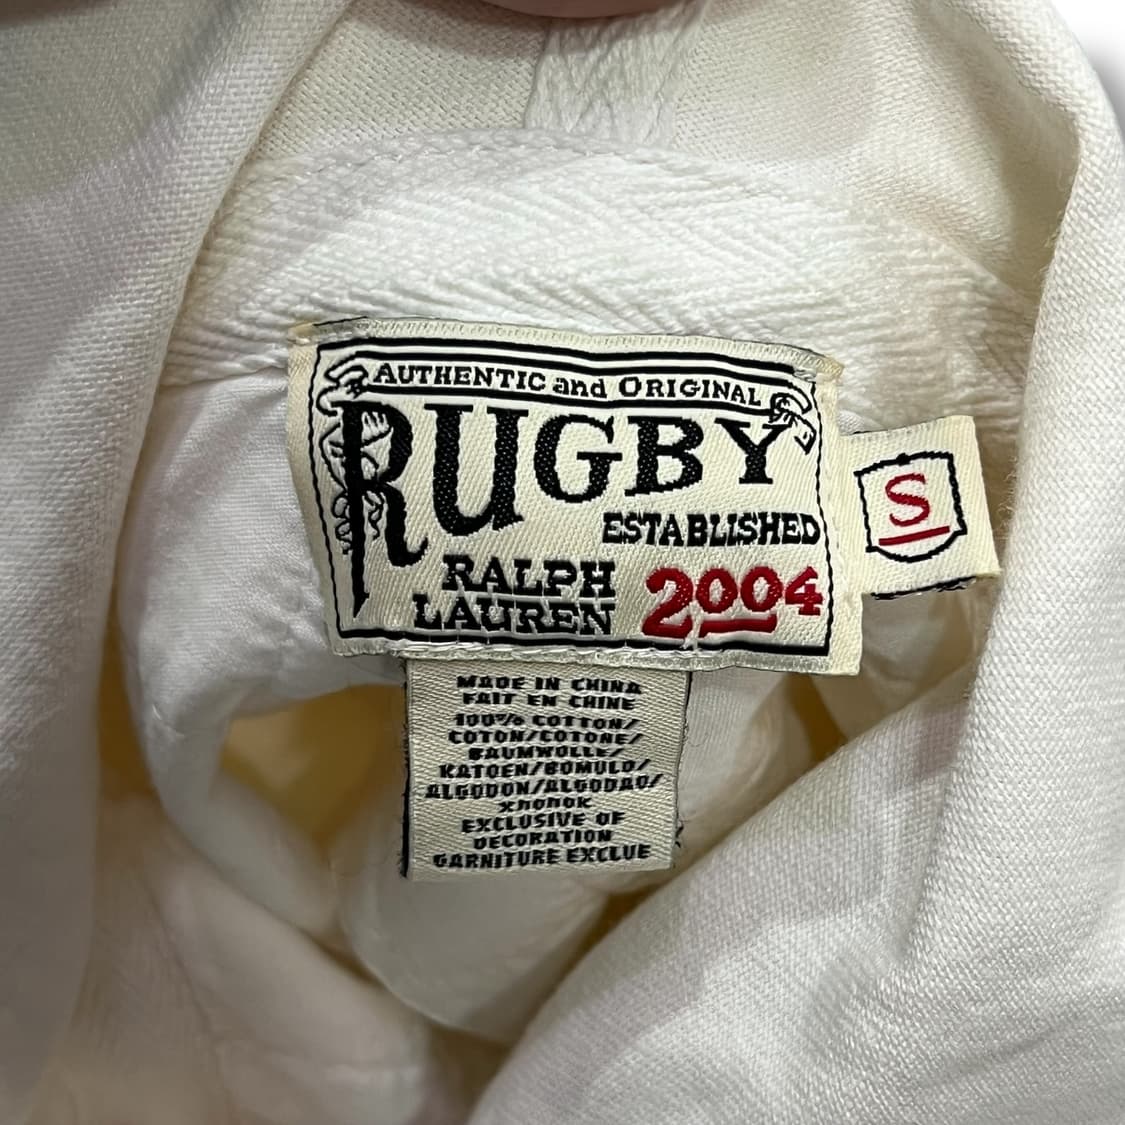 AUTHENTIC and ORIGINAL
RUGBY
ESTABLISHED
RALPH
LAUREN
2004
S
MADE IN CHINA
FAIT EN CHINE
100% COTTON/
COTON/COTONE/
BAUMWOLLE/
KATOEN/BOMULD/
ALGODON/ALGODAO/
хлопок
EXCLUSIVE OF
DECORATION
GARNITURE EXCLUE